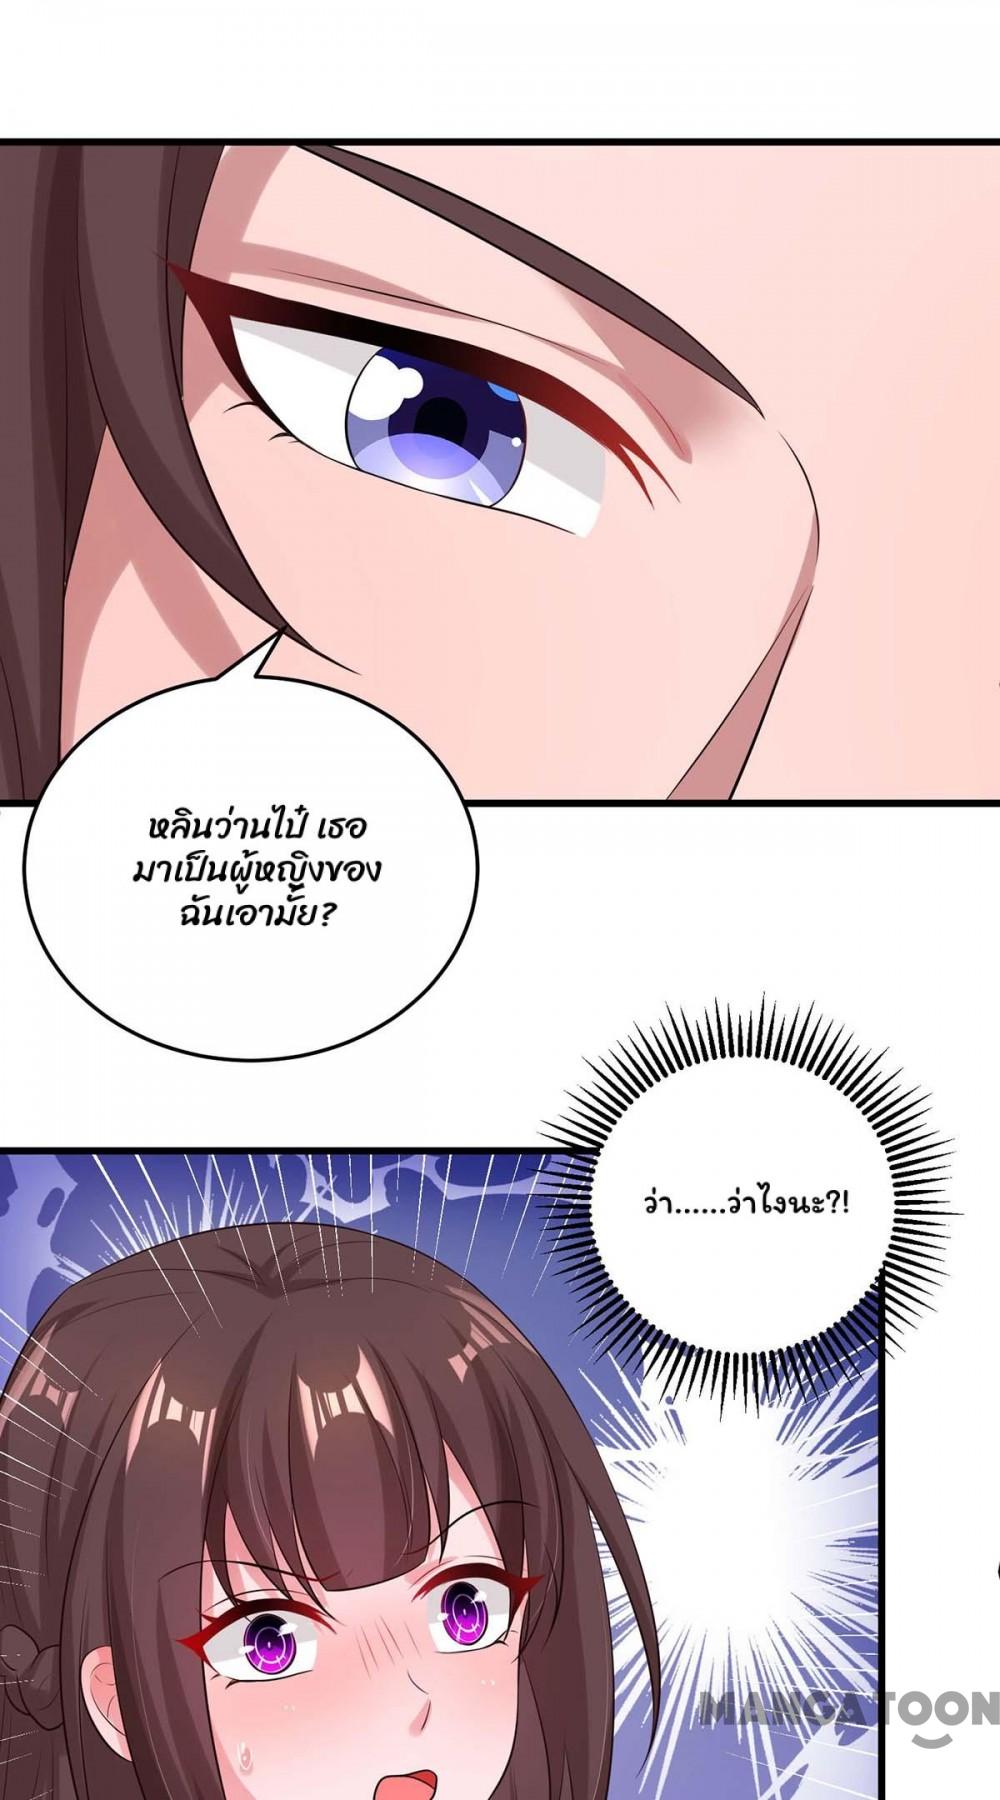 หลินว่านไป๋ เธอ
มาเป็นผู้หญิงของ
ฉันเอามั้ย?
ว่า......ว่าไงนะ?!
MANGATOON